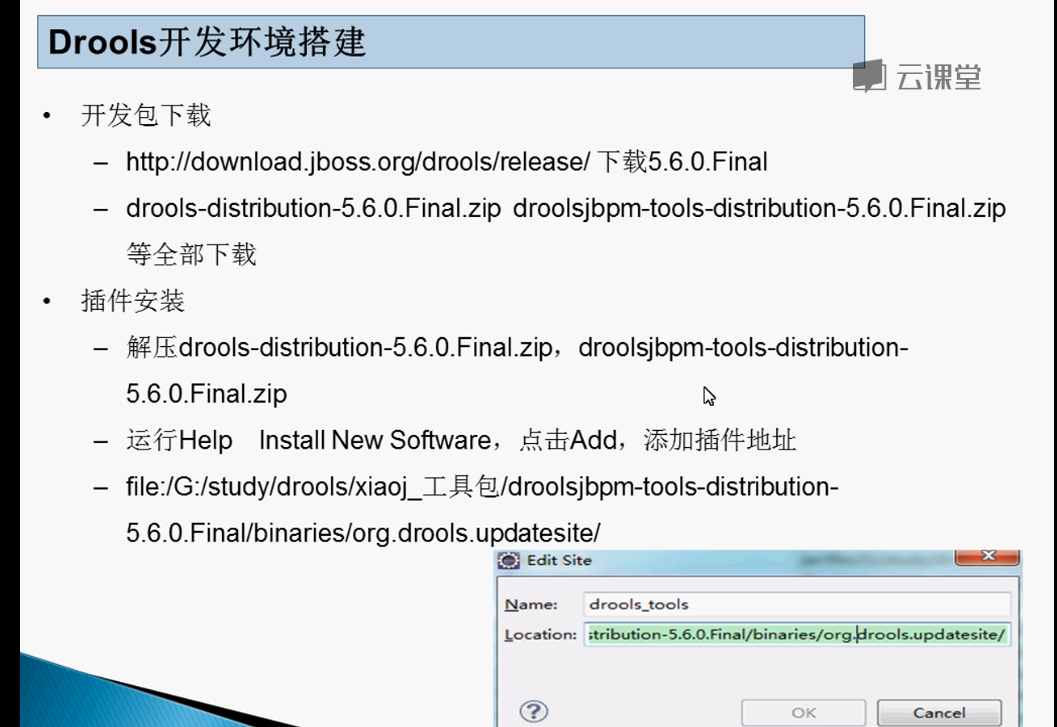 Drools开发环境搭建
云课堂
• 开发包下载
– http://download.jboss.org/drools/release/ 下载5.6.0.Final
– drools-distribution-5.6.0.Final.zip droolsjbpm-tools-distribution-5.6.0.Final.zip
等全部下载
• 插件安装
– 解压drools-distribution-5.6.0.Final.zip，droolsjbpm-tools-distribution-
5.6.0.Final.zip
– 运行Help Install New Software，点击Add，添加插件地址
– file:/G:/study/drools/xiaoj_工具包/droolsjbpm-tools-distribution-
5.6.0.Final/binaries/org.drools.updatesite/
Edit Site
Name: drools_tools
Location: stribution-5.6.0.Final/binaries/org.drools.updatesite/
? OK Cancel